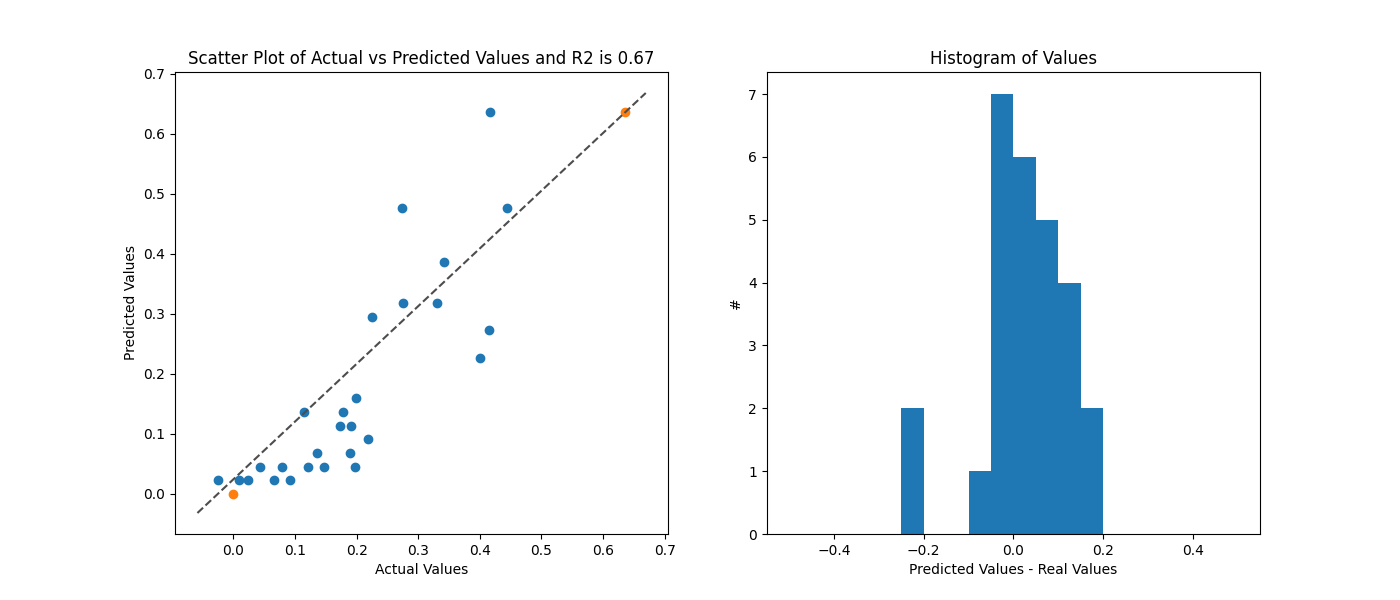 Scatter Plot of Actual vs Predicted Values and R2 is 0.67
0.7
0.6
0.5
0.4
0.3
0.2
0.1
0.0
Predicted Values
0.0 0.1 0.2 0.3 0.4 0.5 0.6 0.7
Actual Values
Histogram of Values
7
6
5
4
3
2
1
0
#
−0.4 −0.2 0.0 0.2 0.4
Predicted Values - Real Values